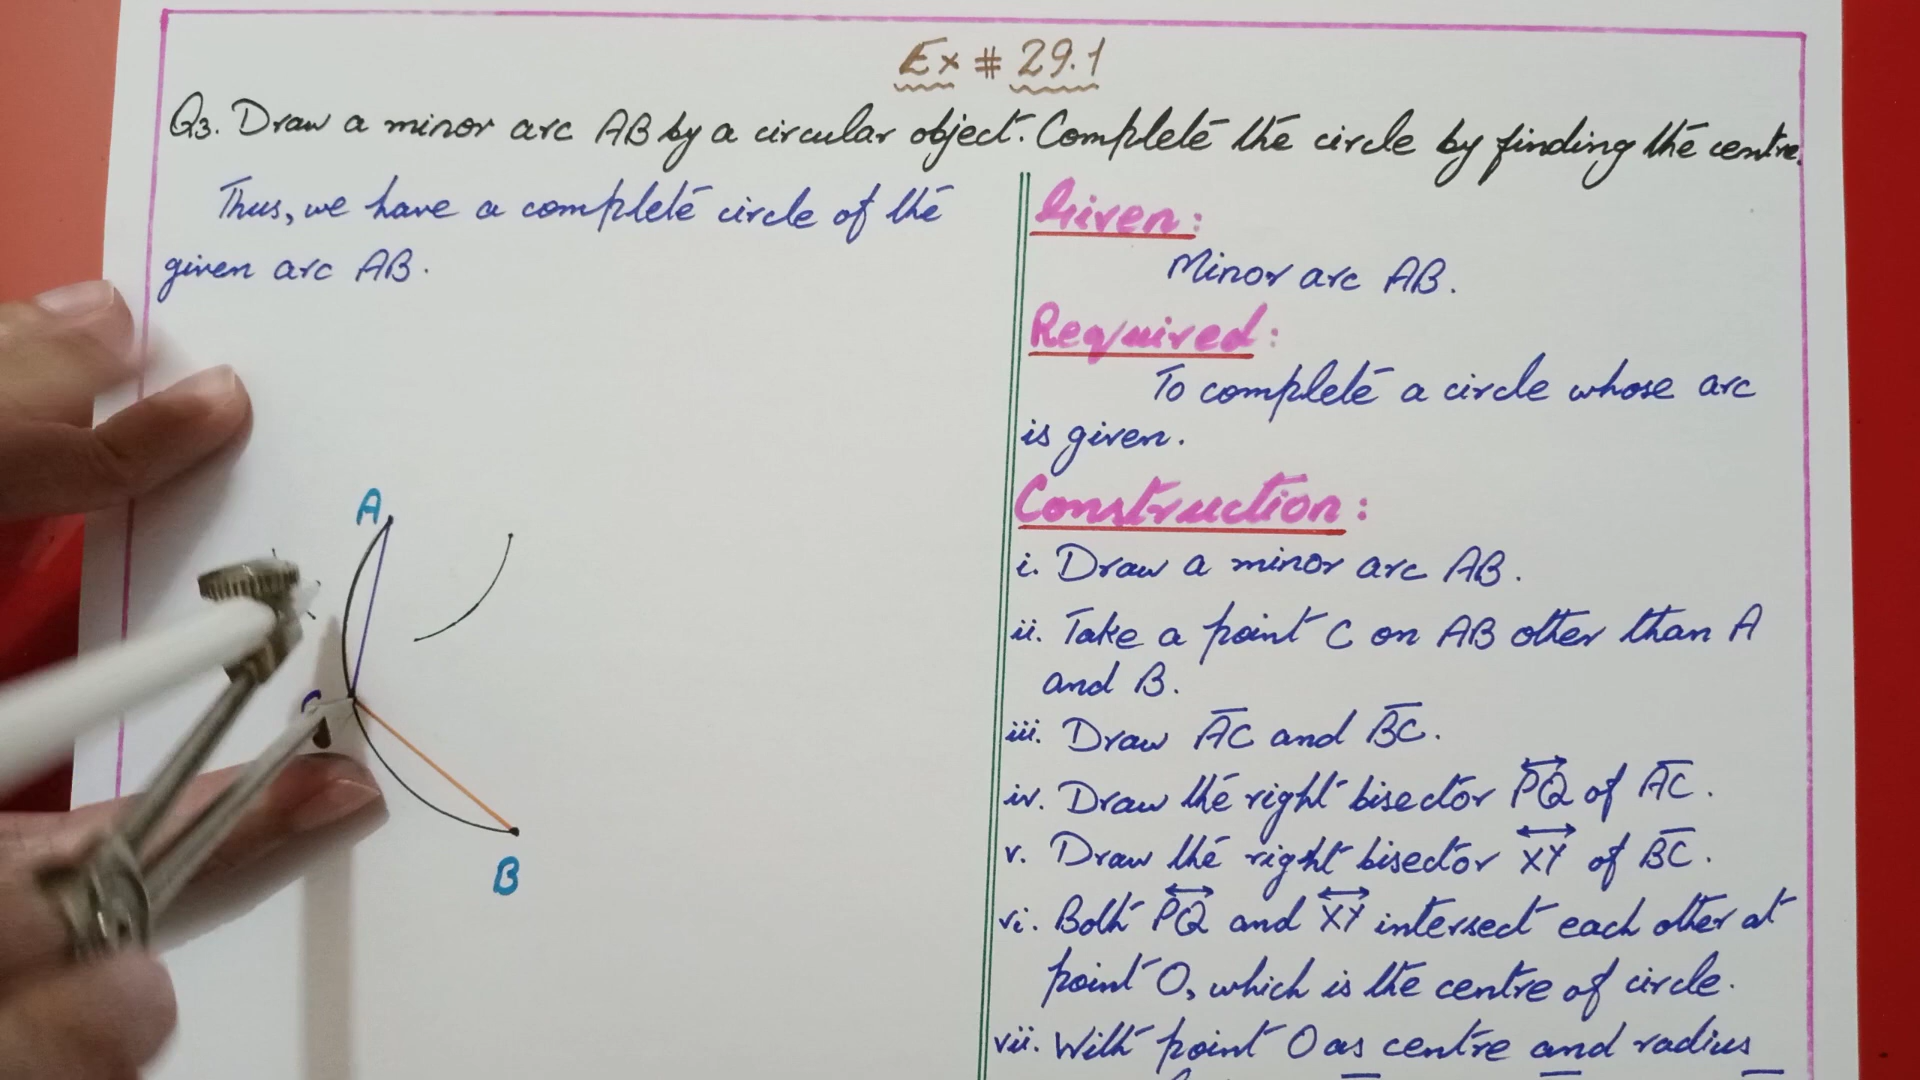 Ex # 29.1
Q3. Draw a minor arc AB by a circular object. Complete the circle by finding the centre.
Thus, we have a complete circle of the
given arc AB.
Given:
Minor arc AB.
Required:
To complete a circle whose arc
is given.
Construction:
i. Draw a minor arc AB.
ii. Take a point C on AB other than A
and B.
iii. Draw A̅C̅ and B̅C̅.
iv. Draw the right bisector PQ of A̅C̅.
v. Draw the right bisector XY of B̅C̅.
vi. Both PQ and XY intersect each other at
point O, which is the centre of circle.
vii. With point O as centre and radius
A
C
B